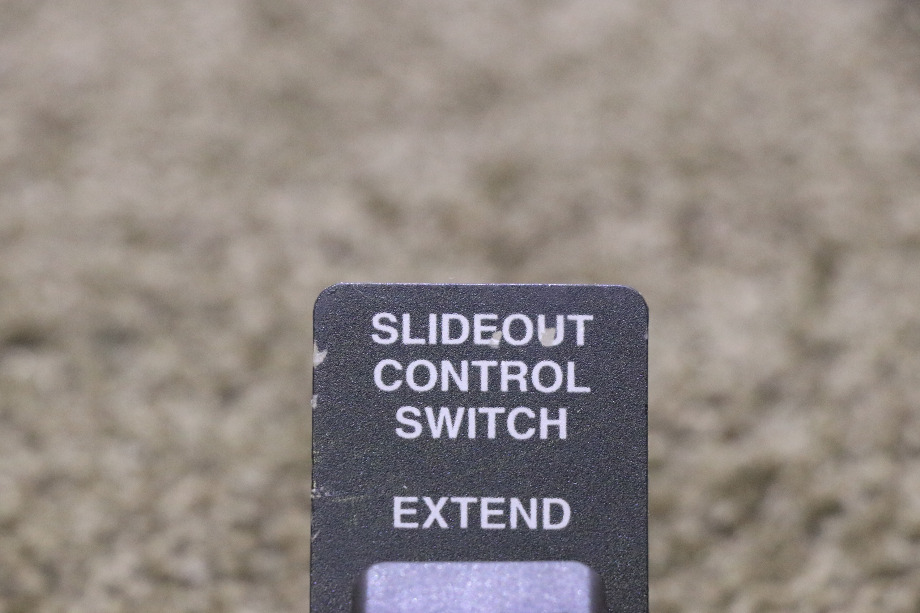 SLIDEOUT
CONTROL
SWITCH
EXTEND